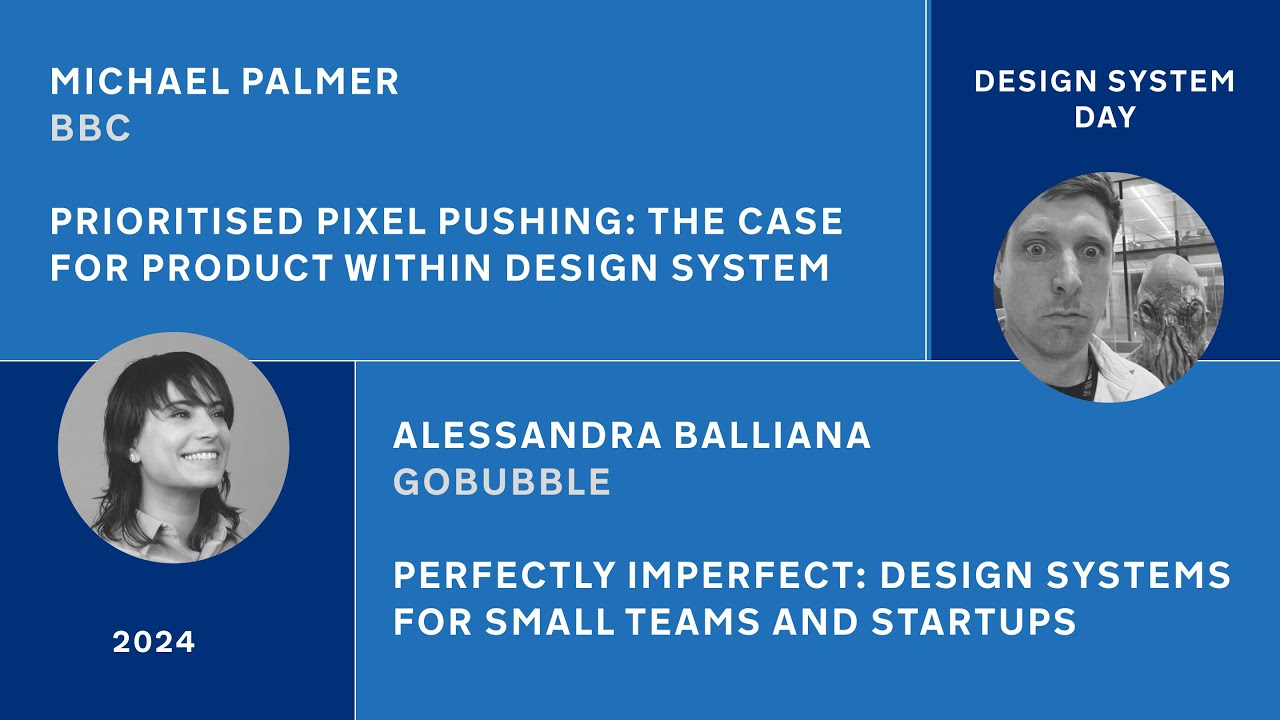 MICHAEL PALMER
BBC
PRIORITISED PIXEL PUSHING: THE CASE
FOR PRODUCT WITHIN DESIGN SYSTEM
DESIGN SYSTEM
DAY
ALESSANDRA BALLIANA
GOBUBBLE
PERFECTLY IMPERFECT: DESIGN SYSTEMS
FOR SMALL TEAMS AND STARTUPS
2024